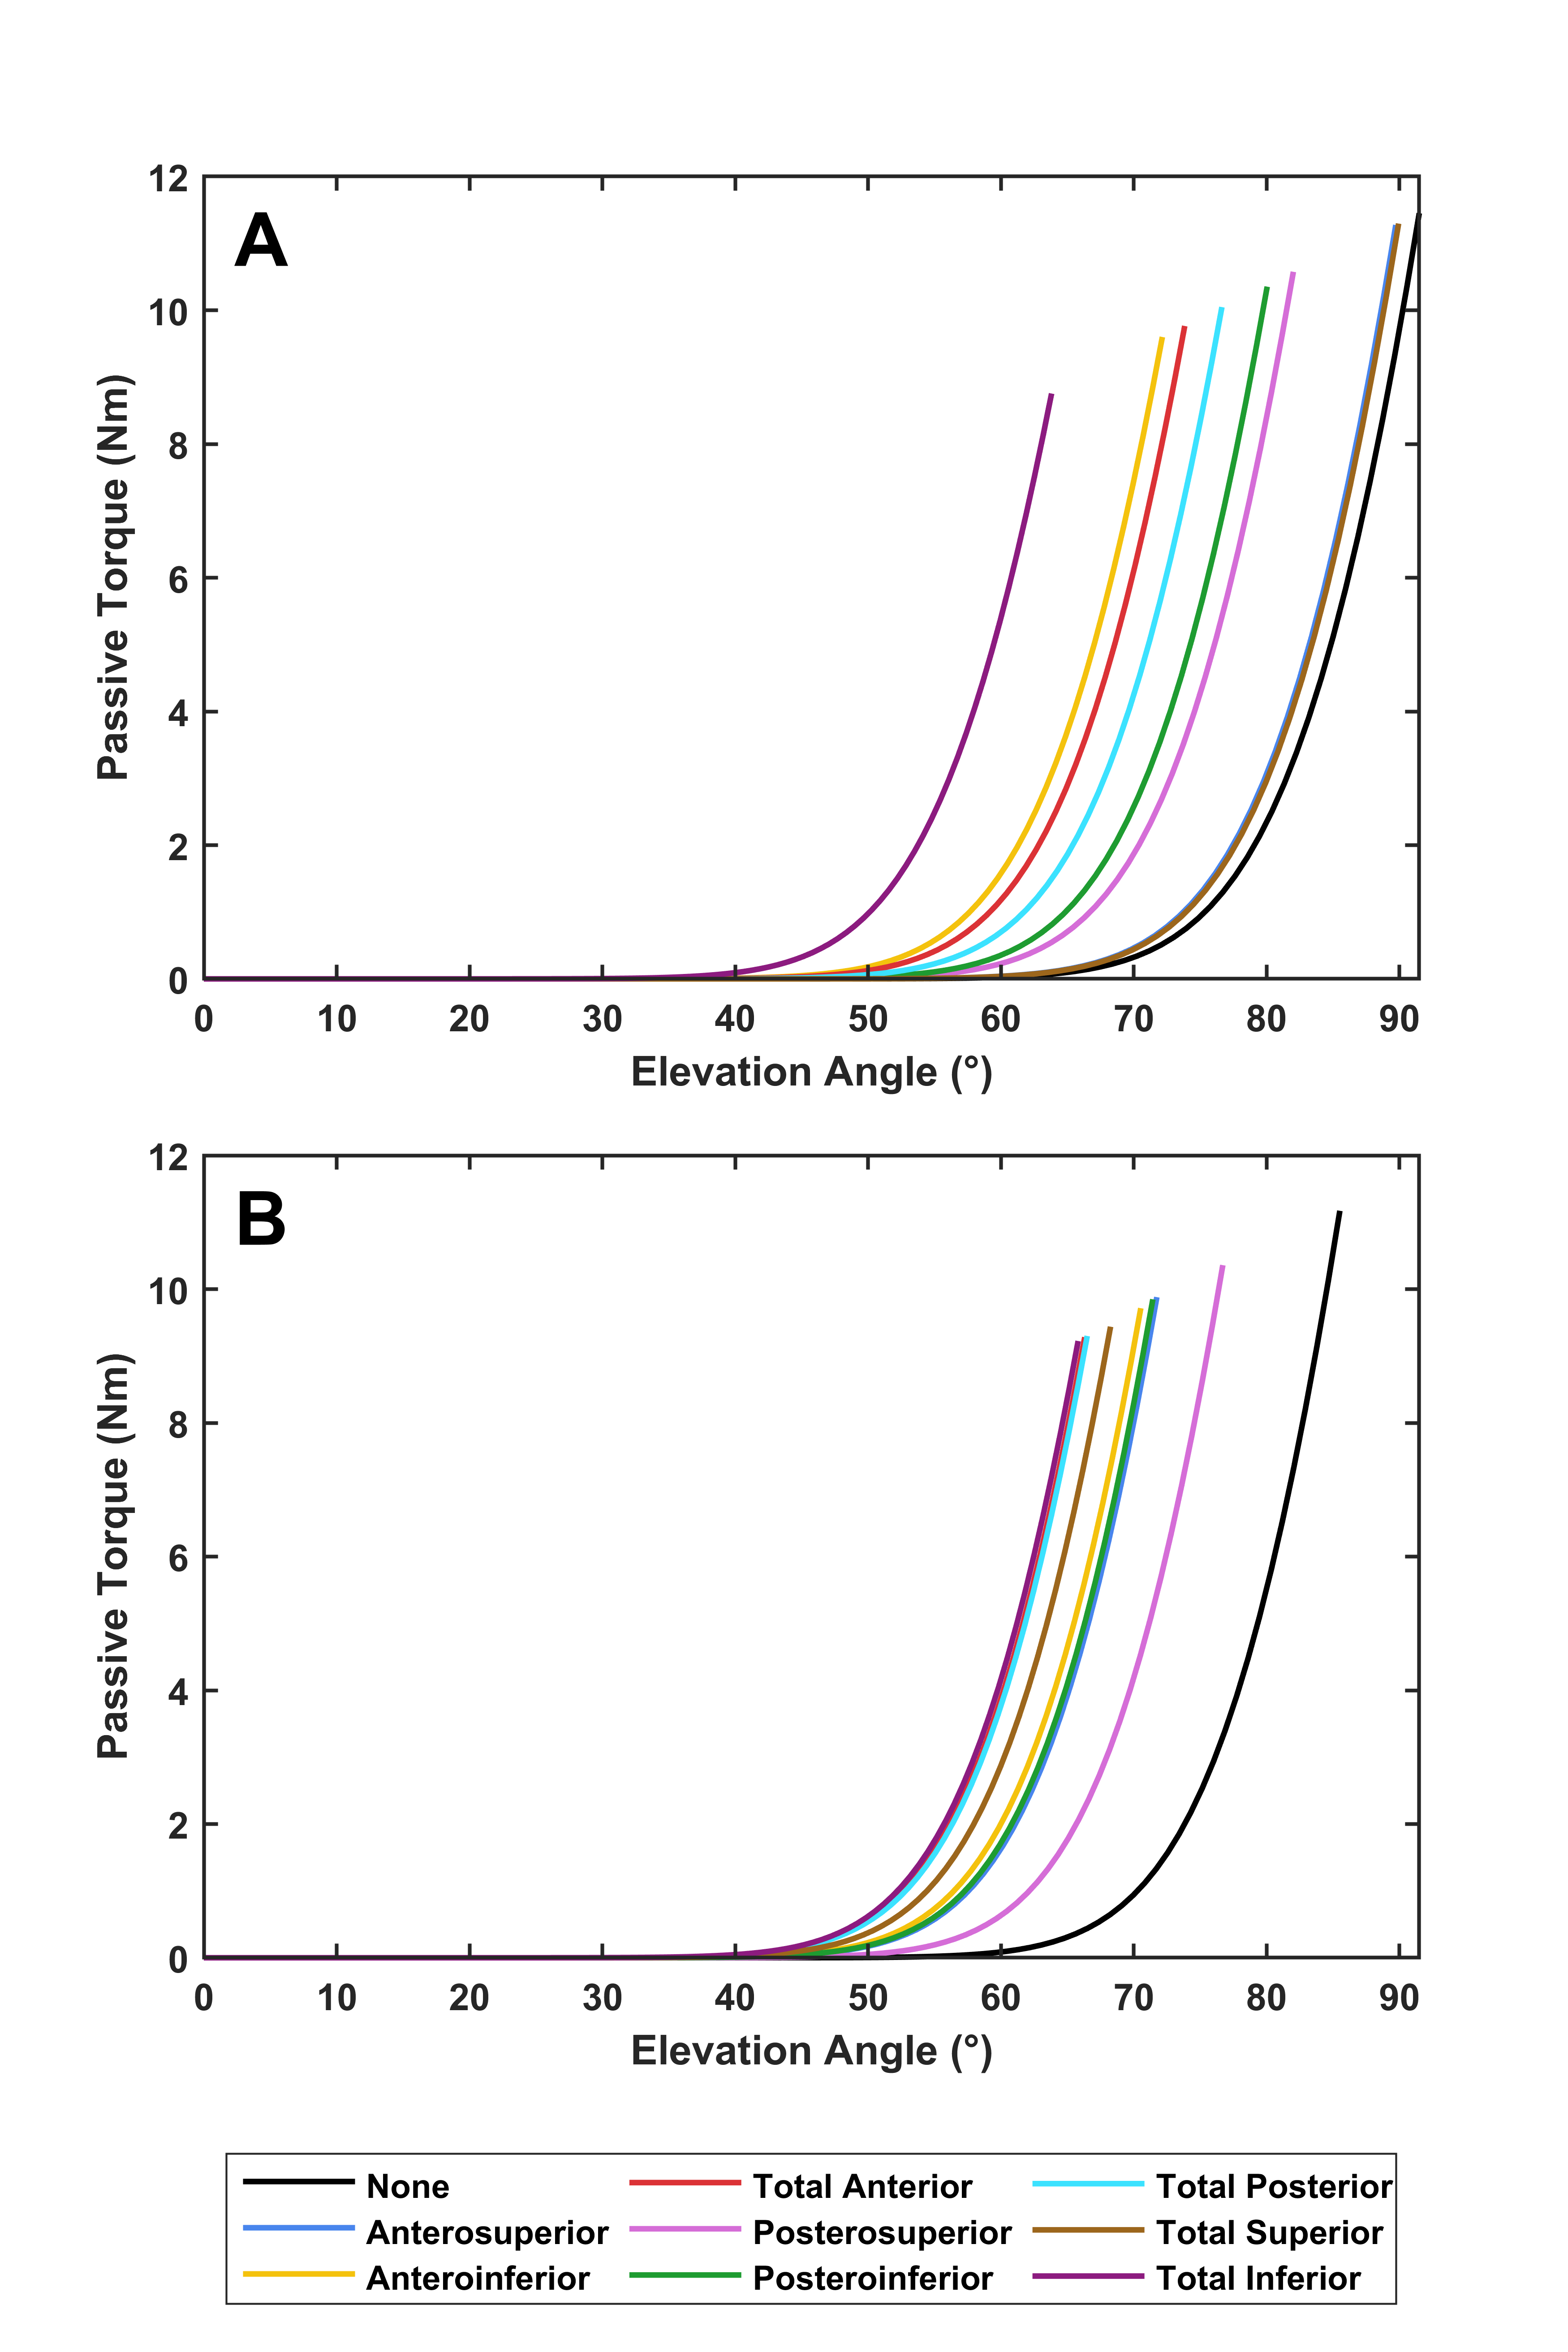 A
12
10
8
6
4
2
0
Passive Torque (Nm)
0 10 20 30 40 50 60 70 80 90
Elevation Angle (°)
B
12
10
8
6
4
2
0
Passive Torque (Nm)
0 10 20 30 40 50 60 70 80 90
Elevation Angle (°)
None Total Anterior Total Posterior
Anterosuperior Posterosuperior Total Superior
Anteroinferior Posteroinferior Total Inferior